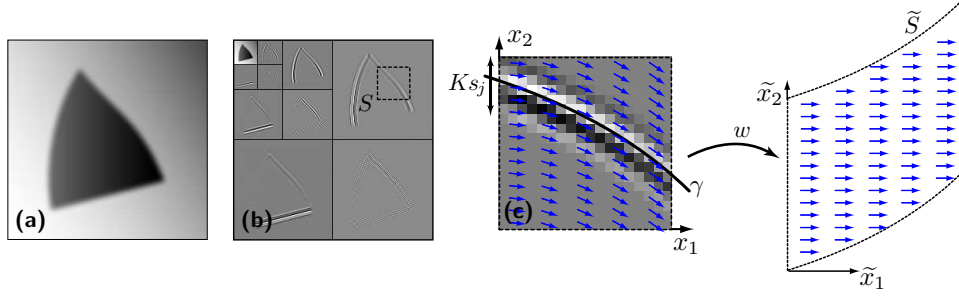 (a)
(b)
S
(c)
x₂
Ksⱼ
γ
x₁
w
S̃
x̃₂
x̃₁